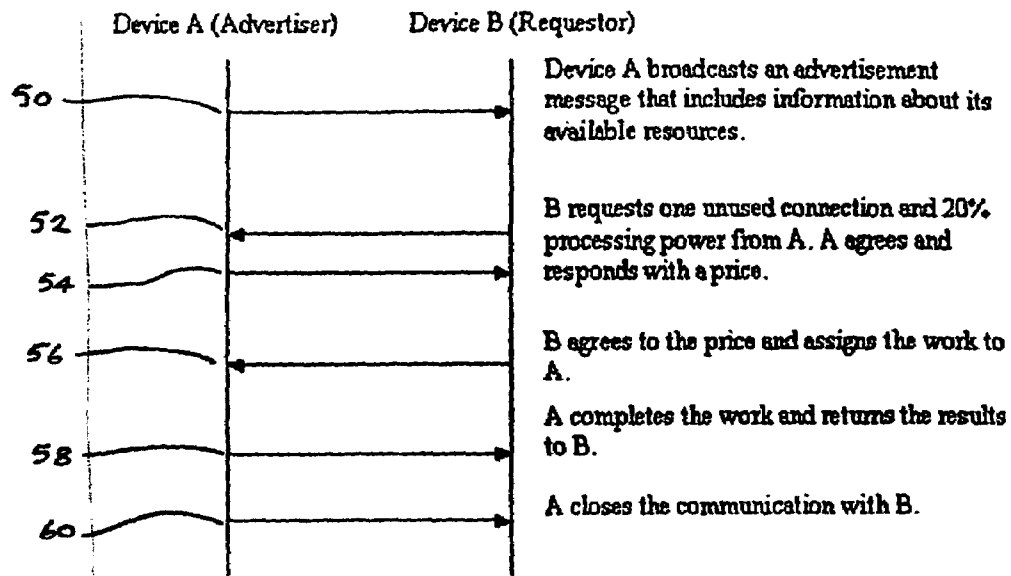 Device A (Advertiser) Device B (Requestor)
50
Device A broadcasts an advertisement
message that includes information about its
available resources.
52
B requests one unused connection and 20%
processing power from A. A agrees and
responds with a price.
54
56
B agrees to the price and assigns the work to
A.
A completes the work and returns the results
to B.
58
A closes the communication with B.
60